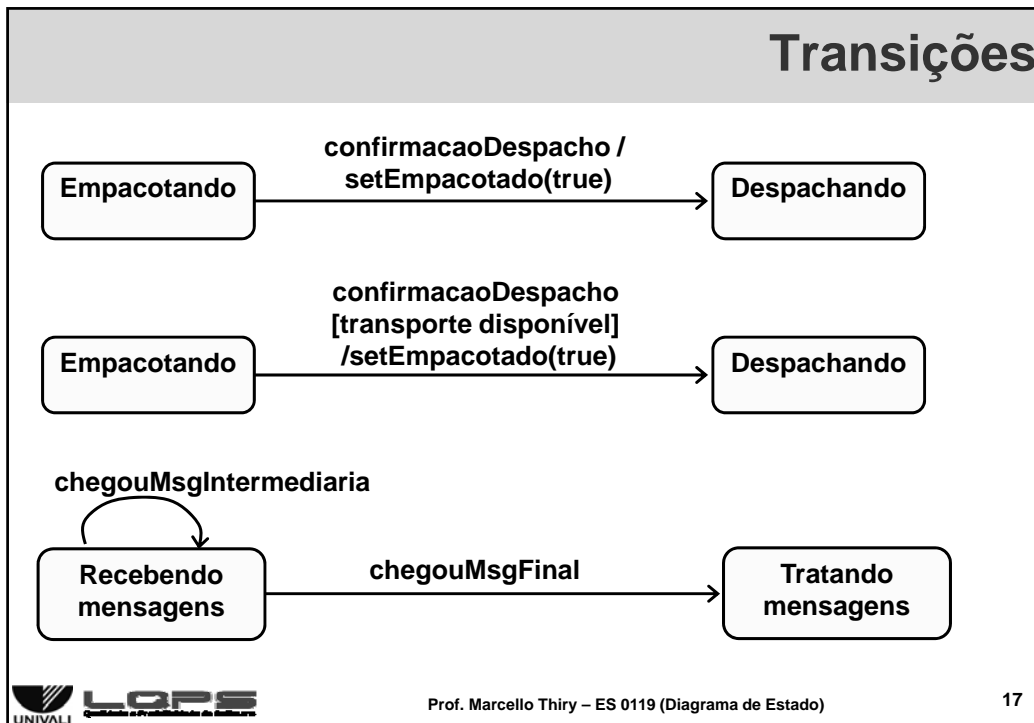 Transições
confirmacaoDespacho /
setEmpacotado(true)
Empacotando
Despachando
confirmacaoDespacho
[transporte disponível]
/setEmpacotado(true)
Empacotando
Despachando
chegouMsgIntermediaria
Recebendo
mensagens
chegouMsgFinal
Tratando
mensagens
UNIVALI
LQPS
Prof. Marcello Thiry – ES 0119 (Diagrama de Estado)
17